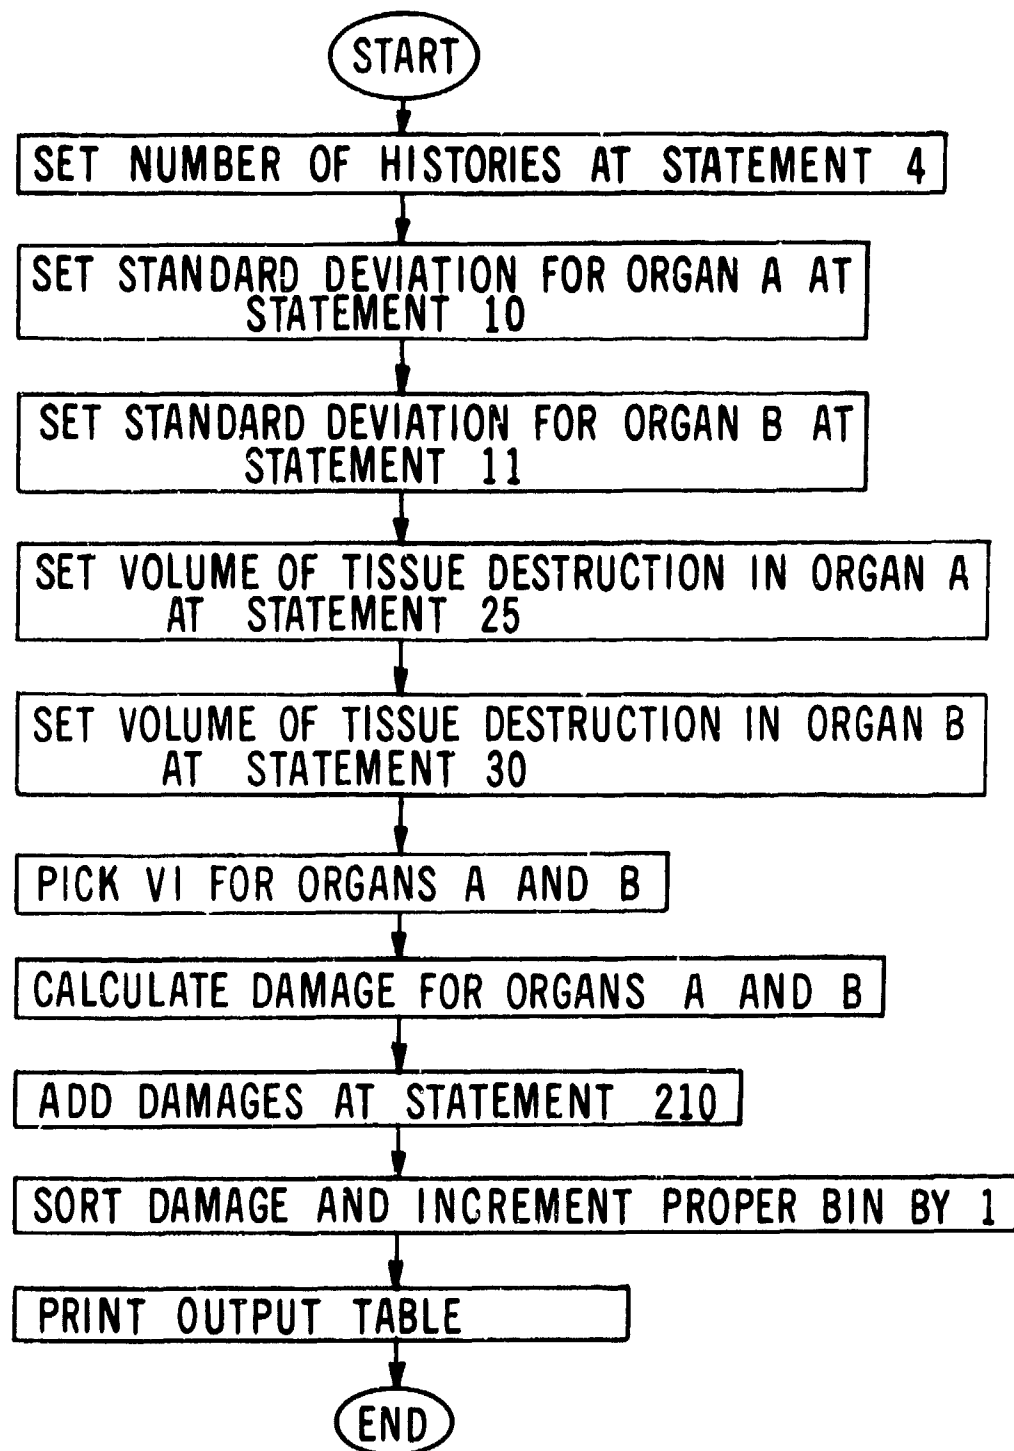 START
SET NUMBER OF HISTORIES AT STATEMENT 4
SET STANDARD DEVIATION FOR ORGAN A AT
STATEMENT 10
SET STANDARD DEVIATION FOR ORGAN B AT
STATEMENT 11
SET VOLUME OF TISSUE DESTRUCTION IN ORGAN A
AT STATEMENT 25
SET VOLUME OF TISSUE DESTRUCTION IN ORGAN B
AT STATEMENT 30
PICK VI FOR ORGANS A AND B
CALCULATE DAMAGE FOR ORGANS A AND B
ADD DAMAGES AT STATEMENT 210
SORT DAMAGE AND INCREMENT PROPER BIN BY 1
PRINT OUTPUT TABLE
END